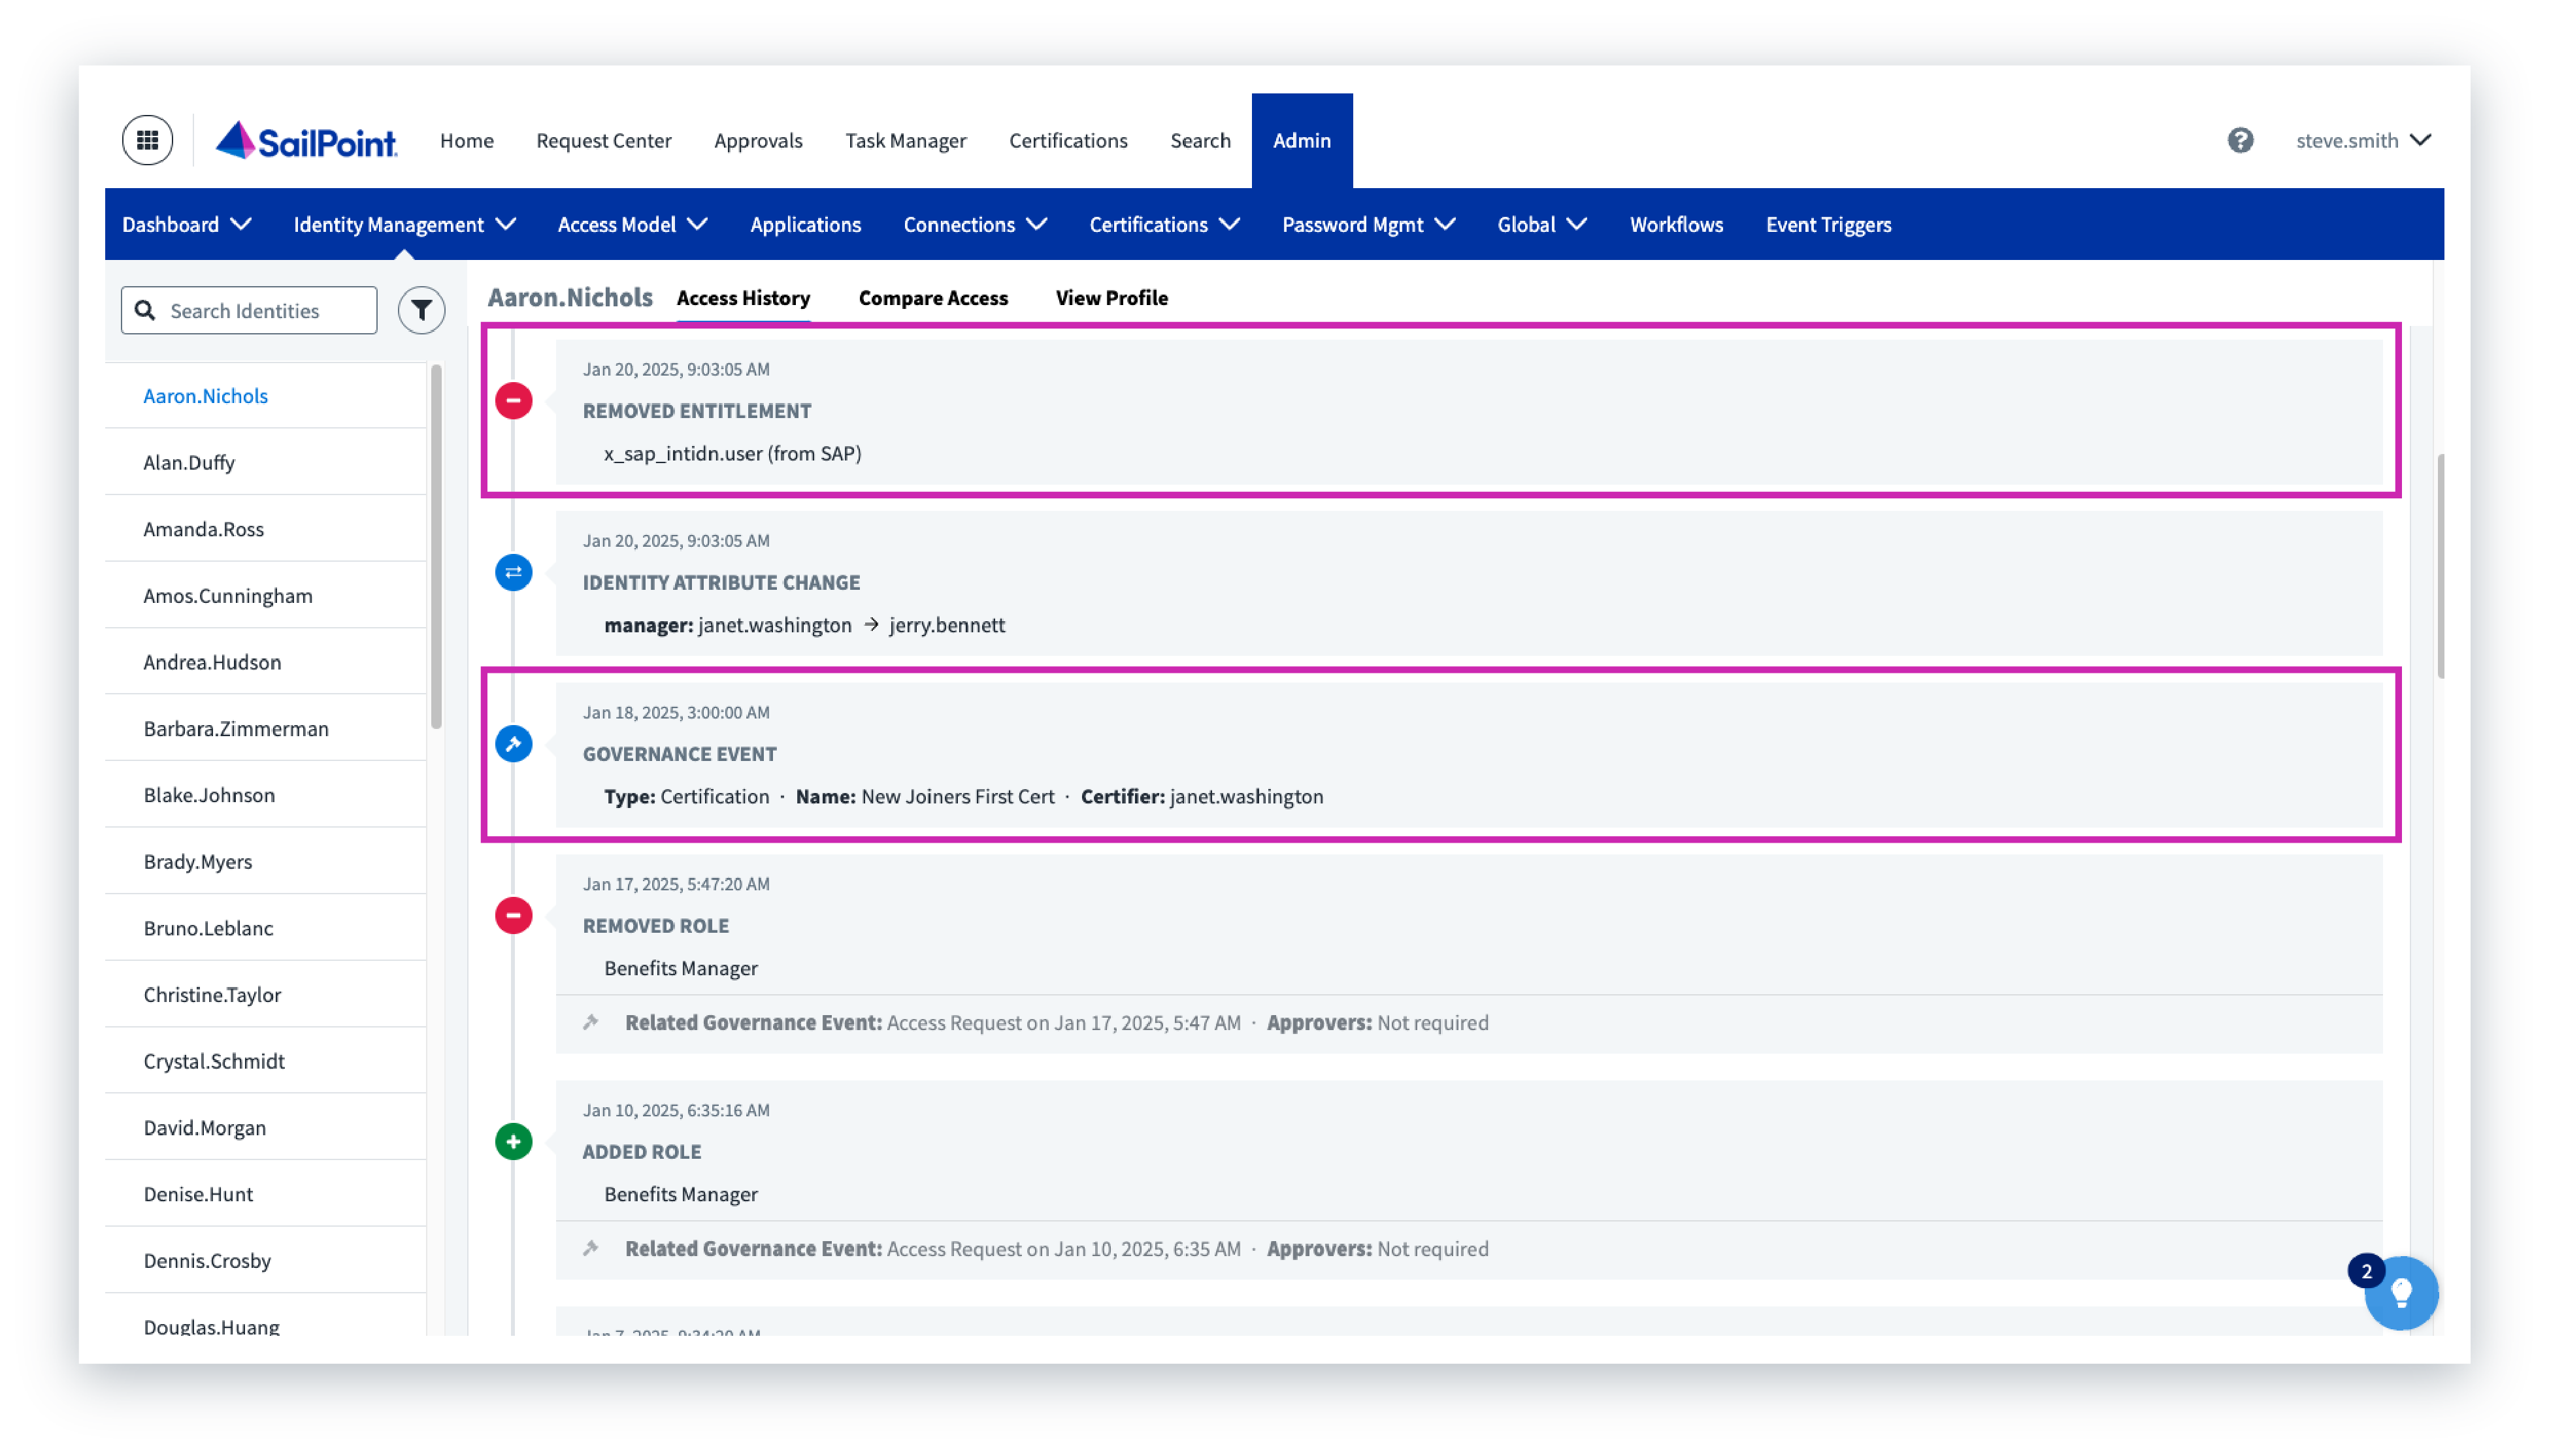 SailPoint
Home Request Center Approvals Task Manager Certifications Search Admin
steve.smith
Dashboard Identity Management Access Model Applications Connections Certifications Password Mgmt Global Workflows Event Triggers
Search Identities
Aaron.Nichols
Alan.Duffy
Amanda.Ross
Amos.Cunningham
Andrea.Hudson
Barbara.Zimmerman
Blake.Johnson
Brady.Myers
Bruno.Leblanc
Christine.Taylor
Crystal.Schmidt
David.Morgan
Denise.Hunt
Dennis.Crosby
Douglas.Huang
Aaron.Nichols Access History Compare Access View Profile
Jan 20, 2025, 9:03:05 AM
REMOVED ENTITLEMENT
x_sap_intidn.user (from SAP)
Jan 20, 2025, 9:03:05 AM
IDENTITY ATTRIBUTE CHANGE
manager: janet.washington → jerry.bennett
Jan 18, 2025, 3:00:00 AM
GOVERNANCE EVENT
Type: Certification · Name: New Joiners First Cert · Certifier: janet.washington
Jan 17, 2025, 5:47:20 AM
REMOVED ROLE
Benefits Manager
Related Governance Event: Access Request on Jan 17, 2025, 5:47 AM · Approvers: Not required
Jan 10, 2025, 6:35:16 AM
ADDED ROLE
Benefits Manager
Related Governance Event: Access Request on Jan 10, 2025, 6:35 AM · Approvers: Not required
Jan 7, 2025,
2